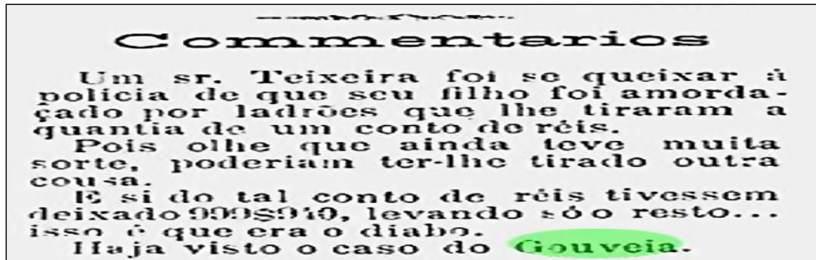 Commentarios
Um sr. Teixeira foi se queixar á
policia de que seu filho foi amorda-
çado por ladrões que lhe tiraram a
quantia de um conto de réis.
Pois olhe que ainda teve muita
sorte, poderiam ter-lhe tirado outra
cousa.
E si do tal conto de réis tivessem
deixado 999$940, levando só o resto...
isso é que era o diabo.
Haja visto o caso do Gouveia.